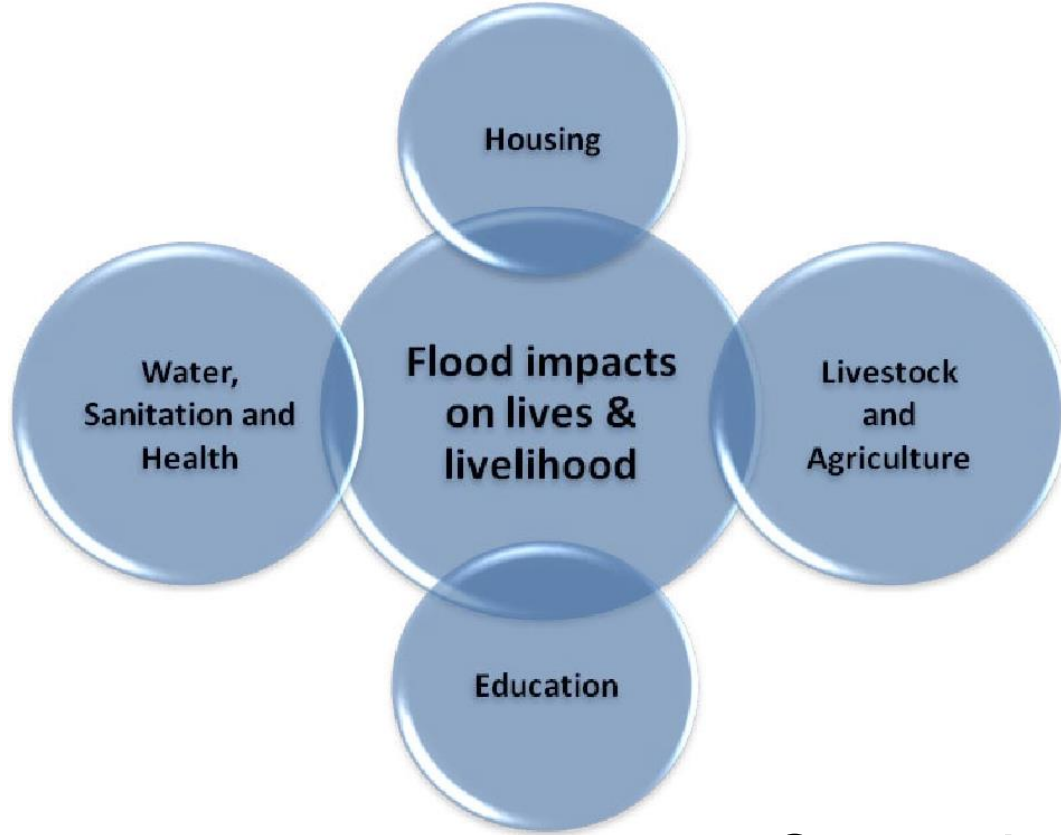 Housing
Water,
Sanitation and
Health
Flood impacts
on lives &
livelihood
Livestock
and
Agriculture
Education